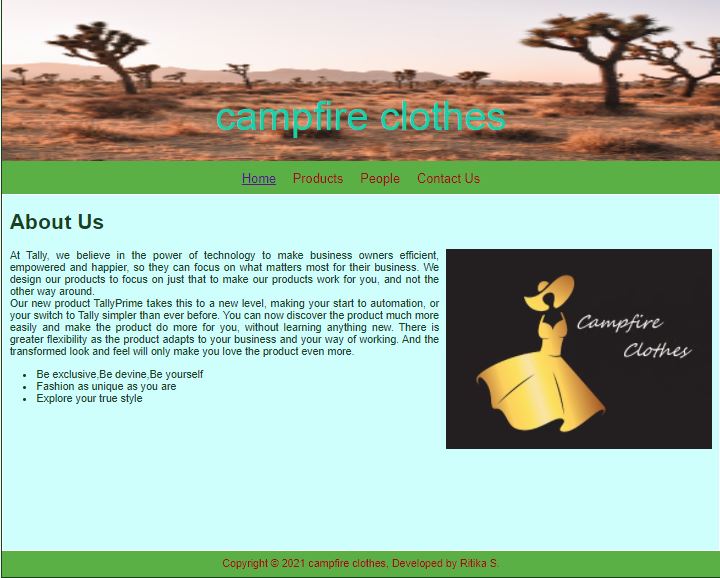 campfire clothes
Home Products People Contact Us
About Us
At Tally, we believe in the power of technology to make business owners efficient,
empowered and happier, so they can focus on what matters most for their business. We
design our products to focus on just that to make our products work for you, and not the
other way around.
Our new product TallyPrime takes this to a new level, making your start to automation, or
your switch to Tally simpler than ever before. You can now discover the product much more
easily and make the product do more for you, without learning anything new. There is
greater flexibility as the product adapts to your business and your way of working. And the
transformed look and feel will only make you love the product even more.
Campfire
Clothes
• Be exclusive,Be devine,Be yourself
• Fashion as unique as you are
• Explore your true style
Copyright © 2021 campfire clothes, Developed by Ritika S.